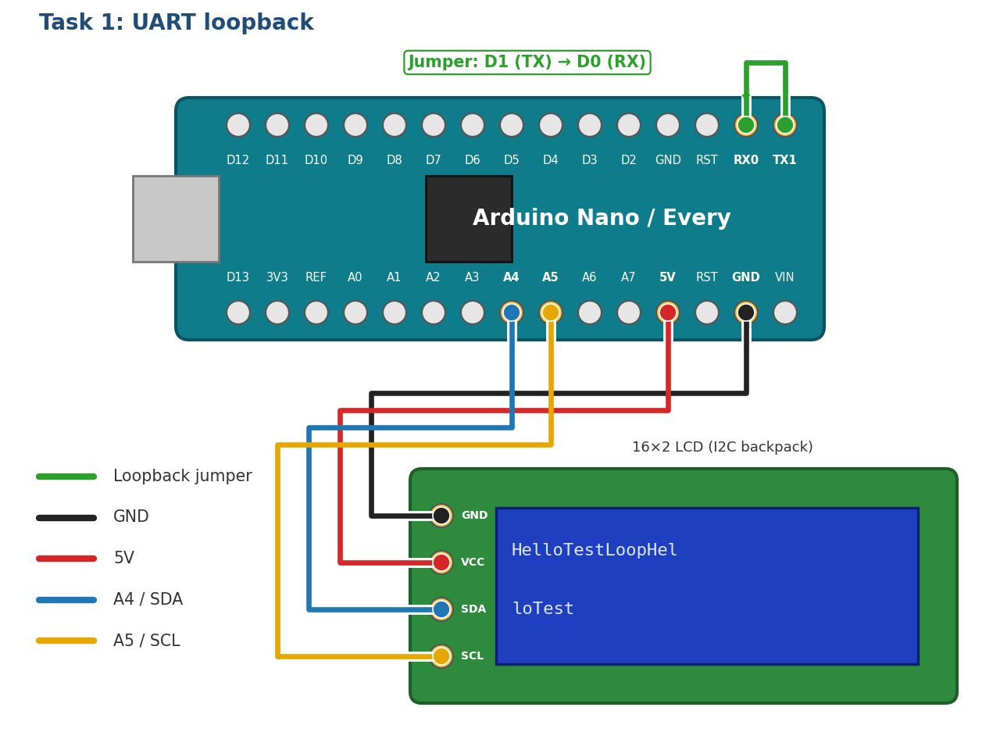 Task 1: UART loopback
Jumper: D1 (TX) → D0 (RX)
D12 D11 D10 D9 D8 D7 D6 D5 D4 D3 D2 GND RST RX0 TX1
Arduino Nano / Every
D13 3V3 REF A0 A1 A2 A3 A4 A5 A6 A7 5V RST GND VIN
16×2 LCD (I2C backpack)
Loopback jumper
GND
5V
A4 / SDA
A5 / SCL
GND
VCC
SDA
SCL
HelloTestLoopHel
loTest